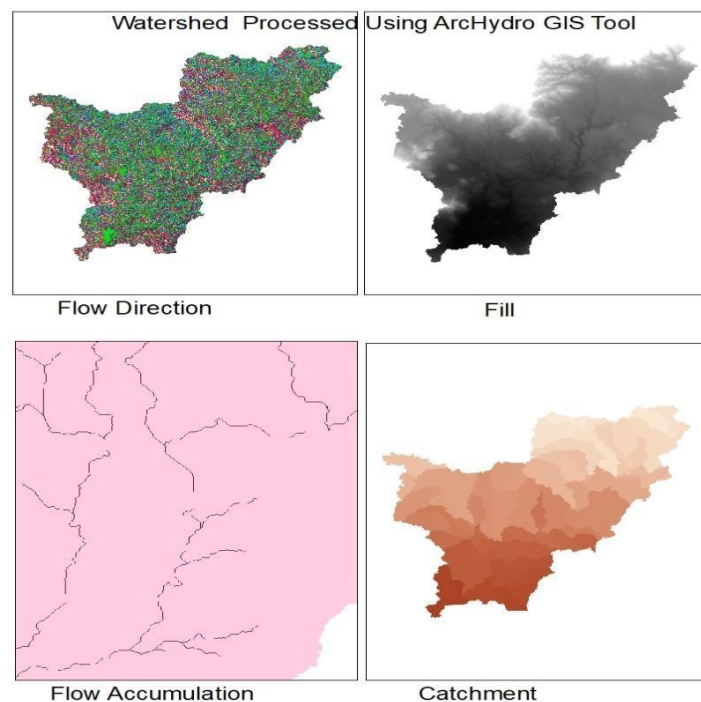 Watershed Processed Using ArcHydro GIS Tool
Flow Direction
Fill
Flow Accumulation
Catchment